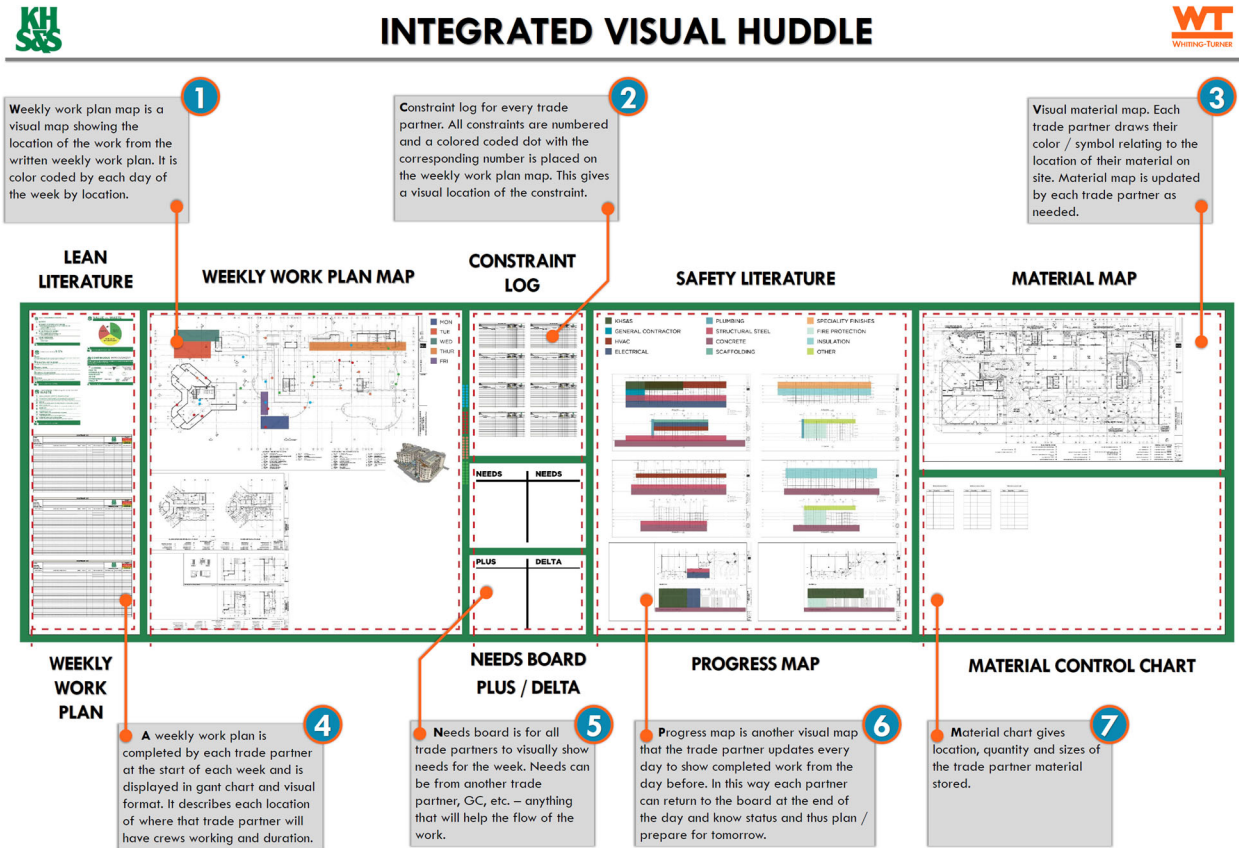 KH
S&S
INTEGRATED VISUAL HUDDLE
WT
WHITING-TURNER
1
Weekly work plan map is a
visual map showing the
location of the work from the
written weekly work plan. It is
color coded by each day of
the week by location.
2
Constraint log for every trade
partner. All constraints are numbered
and a colored coded dot with the
corresponding number is placed on
the weekly work plan map. This gives
a visual location of the constraint.
3
Visual material map. Each
trade partner draws their
color / symbol relating to the
location of their material on
site. Material map is updated
by each trade partner as
needed.
LEAN
LITERATURE
WEEKLY WORK PLAN MAP
CONSTRAINT
LOG
SAFETY LITERATURE
MATERIAL MAP
MON
TUE
WED
THUR
FRI
KHS&S
GENERAL CONTRACTOR
HVAC
ELECTRICAL
PLUMBING
STRUCTURAL STEEL
CONCRETE
SCAFFOLDING
SPECIALITY FINISHES
FIRE PROTECTION
INSULATION
OTHER
NEEDS NEEDS
PLUS DELTA
WEEKLY
WORK
PLAN
NEEDS BOARD
PLUS / DELTA
PROGRESS MAP
MATERIAL CONTROL CHART
4
A weekly work plan is
completed by each trade partner
at the start of each week and is
displayed in gant chart and visual
format. It describes each location
of where that trade partner will
have crews working and duration.
5
Needs board is for all
trade partners to visually show
needs for the week. Needs can
be from another trade
partner, GC, etc. – anything
that will help the flow of the
work.
6
Progress map is another visual map
that the trade partner updates every
day to show completed work from the
day before. In this way each partner
can return to the board at the end of
the day and know status and thus plan /
prepare for tomorrow.
7
Material chart gives
location, quantity and sizes of
the trade partner material
stored.